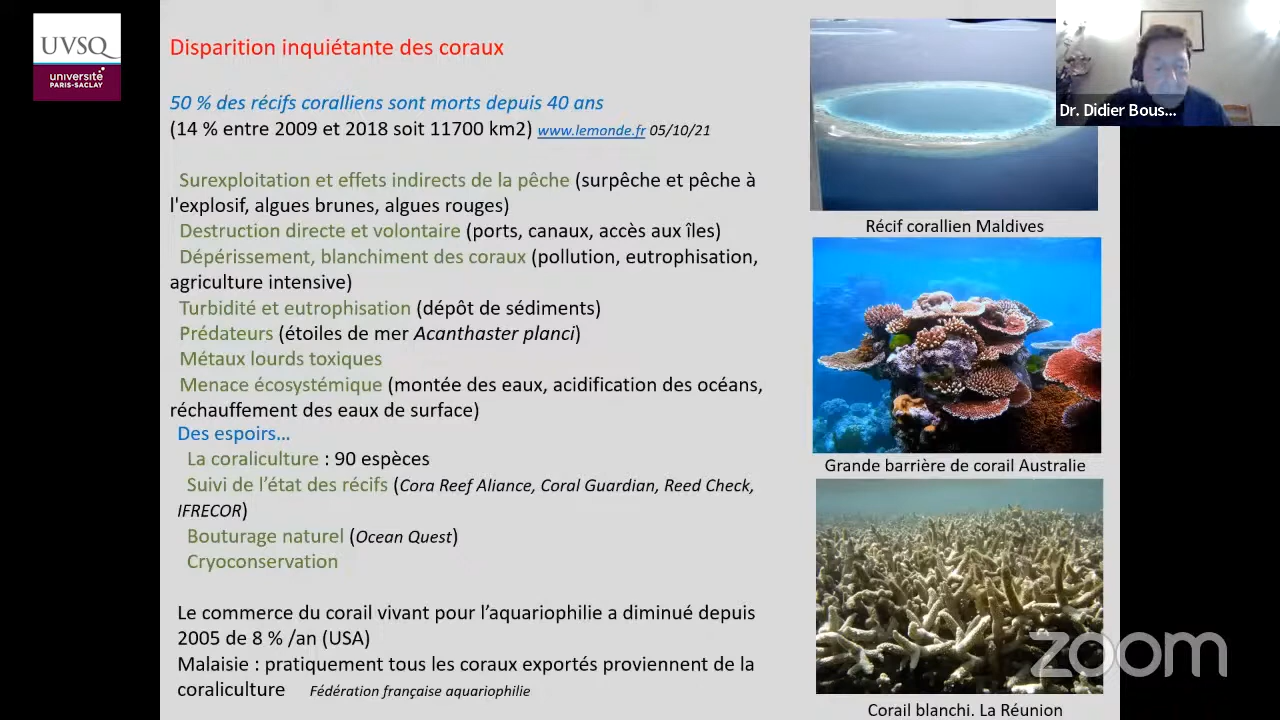 UVSQ
université
PARIS-SACLAY
Disparition inquiétante des coraux
50 % des récifs coralliens sont morts depuis 40 ans
(14 % entre 2009 et 2018 soit 11700 km2) www.lemonde.fr 05/10/21
Surexploitation et effets indirects de la pêche (surpêche et pêche à
l'explosif, algues brunes, algues rouges)
Destruction directe et volontaire (ports, canaux, accès aux îles)
Dépérissement, blanchiment des coraux (pollution, eutrophisation,
agriculture intensive)
Turbidité et eutrophisation (dépôt de sédiments)
Prédateurs (étoiles de mer Acanthaster planci)
Métaux lourds toxiques
Menace écosystémique (montée des eaux, acidification des océans,
réchauffement des eaux de surface)
Des espoirs...
La coraliculture : 90 espèces
Suivi de l'état des récifs (Cora Reef Aliance, Coral Guardian, Reed Check,
IFRECOR)
Bouturage naturel (Ocean Quest)
Cryoconservation
Le commerce du corail vivant pour l'aquariophilie a diminué depuis
2005 de 8 % /an (USA)
Malaisie : pratiquement tous les coraux exportés proviennent de la
coraliculture Fédération française aquariophilie
Dr. Didier Bous...
Récif corallien Maldives
Grande barrière de corail Australie
zoom
Corail blanchi. La Réunion